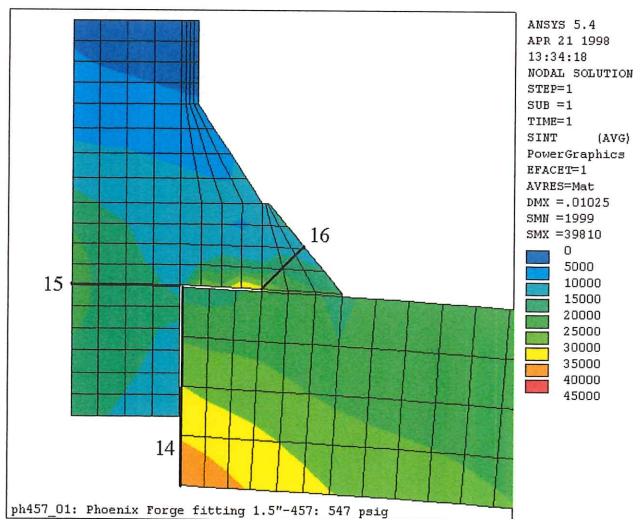 ANSYS 5.4
APR 21 1998
13:34:18
NODAL SOLUTION
STEP=1
SUB =1
TIME=1
SINT (AVG)
PowerGraphics
EFACET=1
AVRES=Mat
DMX =.01025
SMN =1999
SMX =39810
0
5000
10000
15000
20000
25000
30000
35000
40000
45000
16
15
14
ph457_01: Phoenix Forge fitting 1.5"-457: 547 psig